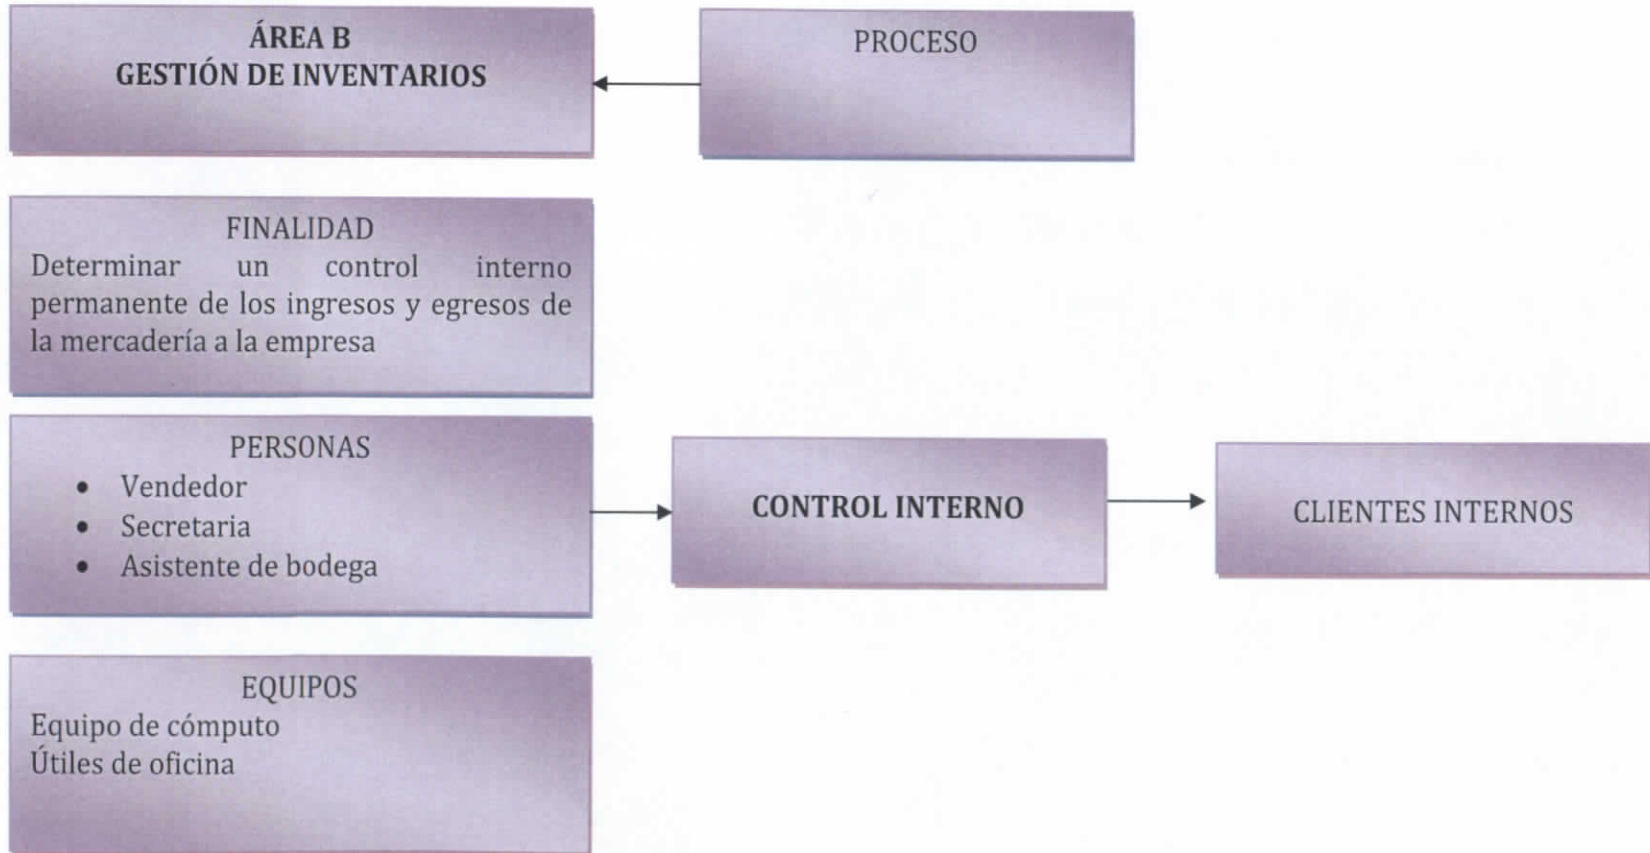 ÁREA B
GESTIÓN DE INVENTARIOS
PROCESO
FINALIDAD
Determinar un control interno
permanente de los ingresos y egresos de
la mercadería a la empresa
PERSONAS
• Vendedor
• Secretaria
• Asistente de bodega
CONTROL INTERNO
CLIENTES INTERNOS
EQUIPOS
Equipo de cómputo
Útiles de oficina